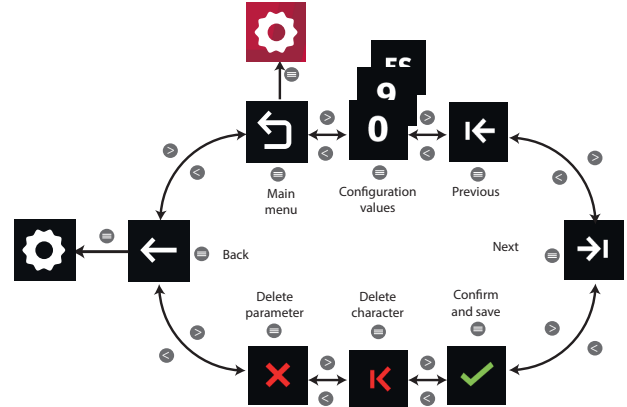 FS
9
0
> > > >
< < < <
Main
menu
Configuration
values
Previous
Back
Next
Delete
parameter
Delete
character
Confirm
and save
> > > >
< < < <